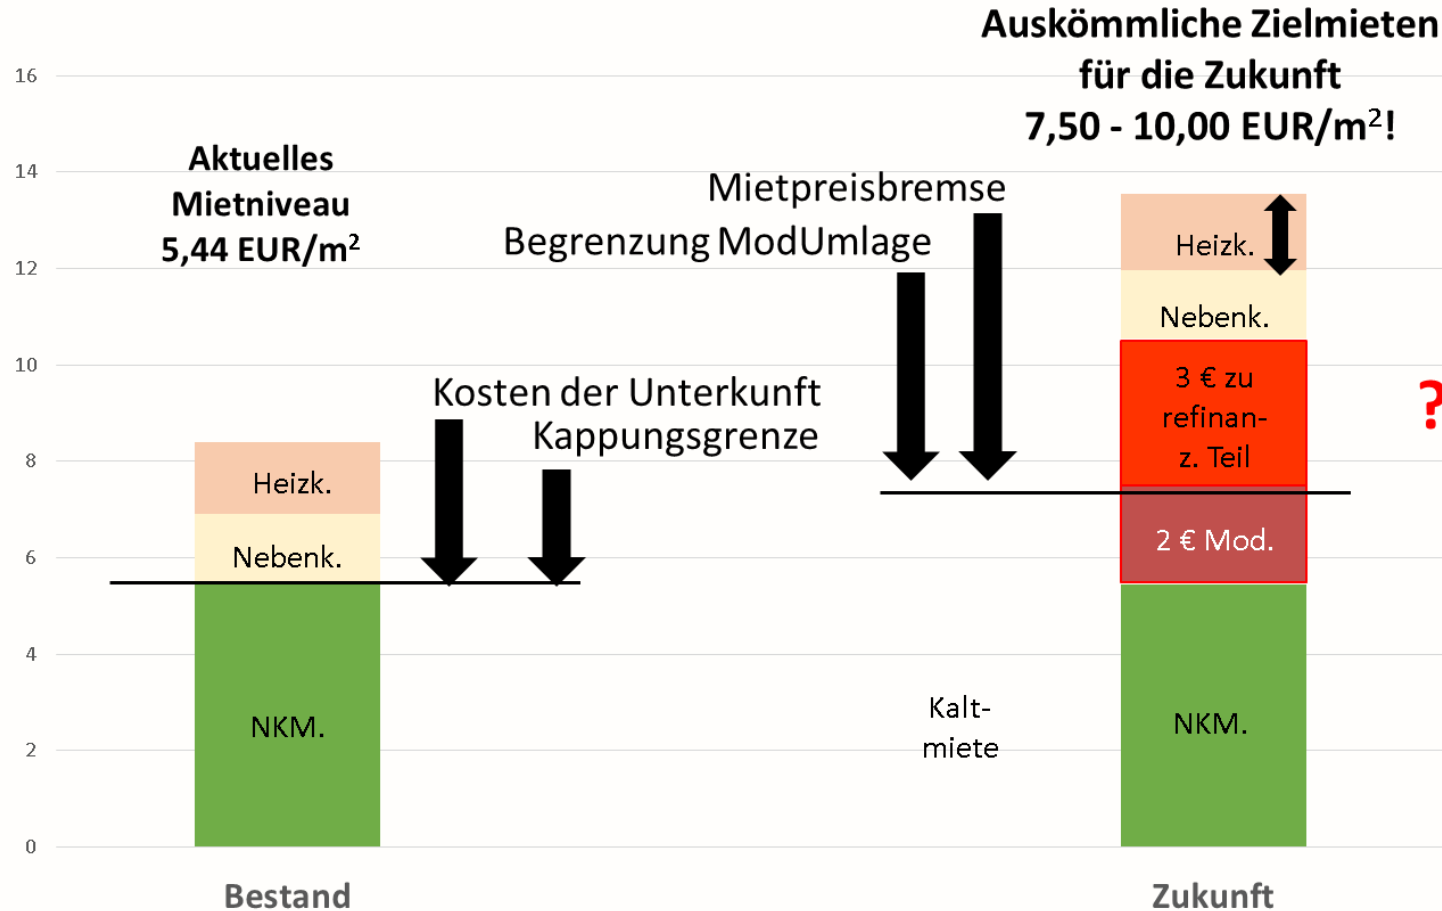 Auskömmliche Zielmieten
für die Zukunft
7,50 - 10,00 EUR/m²!
16
14
12
10
8
6
4
2
0
Aktuelles
Mietniveau
5,44 EUR/m²
Mietpreisbremse
Begrenzung ModUmlage
Kosten der Unterkunft
Kappungsgrenze
Heizk.
Nebenk.
NKM.
Kalt-
miete
Heizk.
Nebenk.
3 € zu
refinan-
z. Teil
2 € Mod.
NKM.
?
Bestand
Zukunft